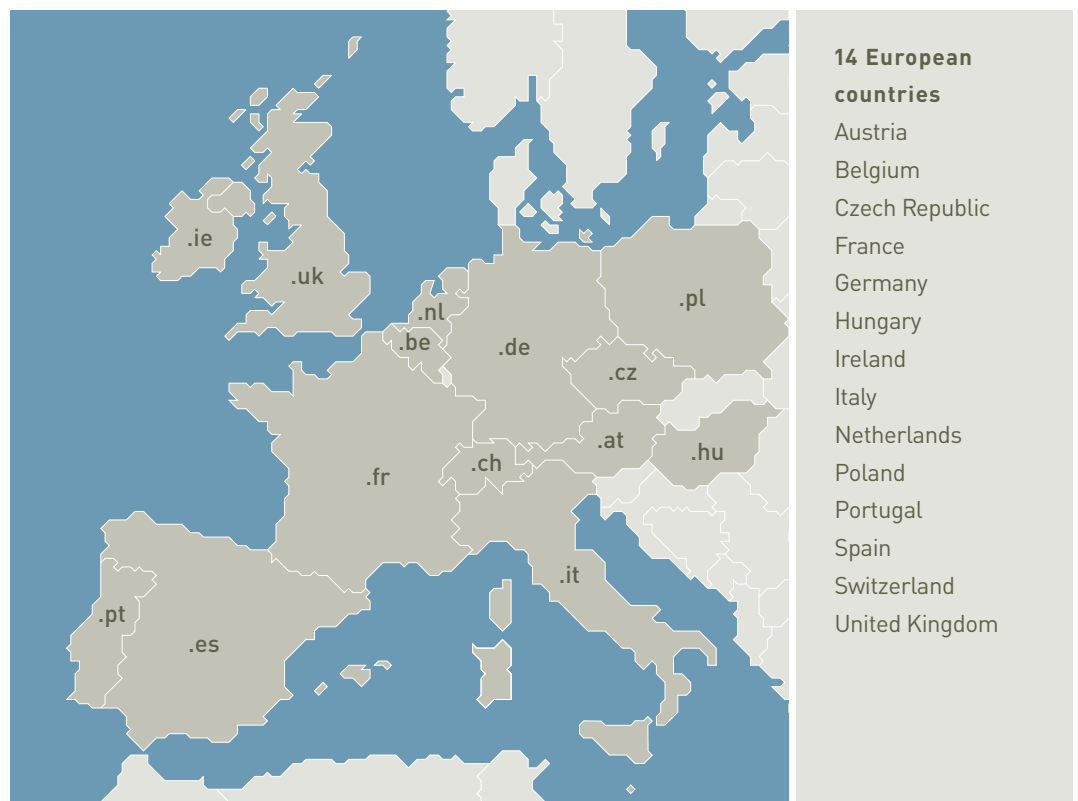 .ie
.uk
.nl
.pl
.be
.de
.cz
.at
.hu
.ch
.fr
.it
.pt
.es
14 European
countries
Austria
Belgium
Czech Republic
France
Germany
Hungary
Ireland
Italy
Netherlands
Poland
Portugal
Spain
Switzerland
United Kingdom